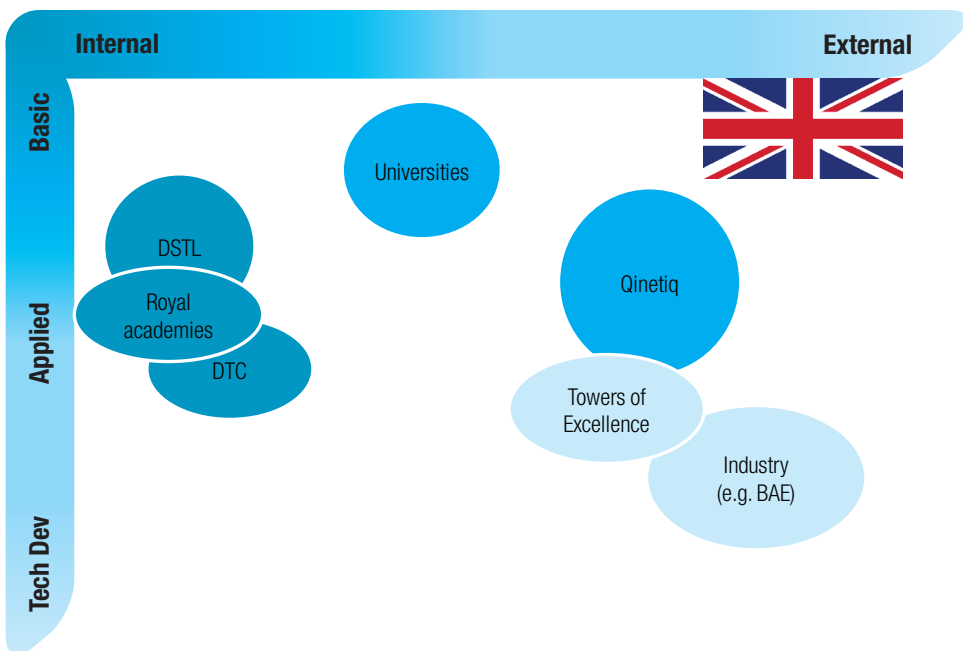 Internal
External
Basic
Applied
Tech Dev
Universities
DSTL
Royal
academies
DTC
Qinetiq
Towers of
Excellence
Industry
(e.g. BAE)